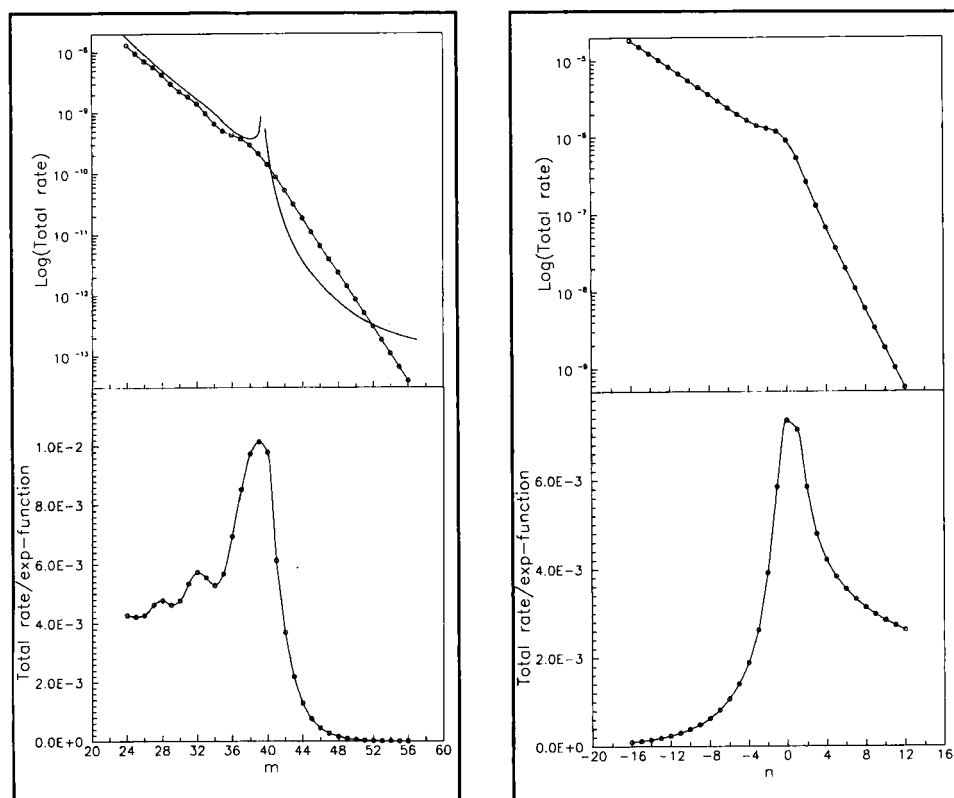 10⁻⁸
10⁻⁹
10⁻¹⁰
10⁻¹¹
10⁻¹²
10⁻¹³
Log(Total rate)
1.0E-2
8.0E-3
6.0E-3
4.0E-3
2.0E-3
0.0E+0
Total rate/exp-function
20 24 28 32 36 40 44 48 52 56 60
m
10⁻⁵
10⁻⁶
10⁻⁷
10⁻⁸
10⁻⁹
Log(Total rate)
6.0E-3
4.0E-3
2.0E-3
0.0E+0
Total rate/exp-function
-20 -16 -12 -8 -4 0 4 8 12 16
n